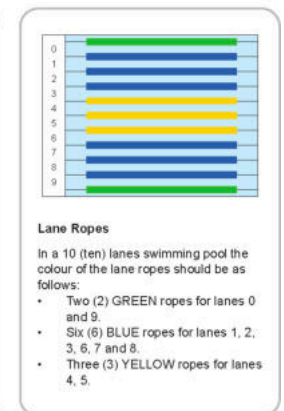 0
1
2
3
4
5
6
7
8
9
Lane Ropes
In a 10 (ten) lanes swimming pool the
colour of the lane ropes should be as
follows:
• Two (2) GREEN ropes for lanes 0
and 9.
• Six (6) BLUE ropes for lanes 1, 2,
3, 6, 7 and 8.
• Three (3) YELLOW ropes for lanes
4, 5.